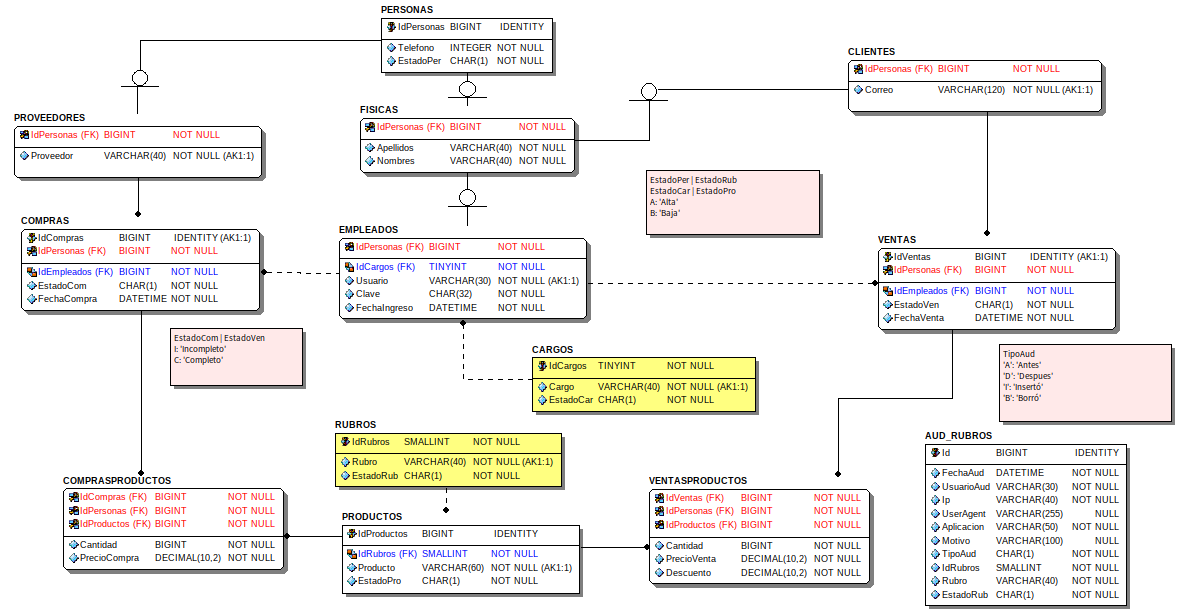 PERSONAS
IdPersonas BIGINT IDENTITY
Telefono INTEGER NOT NULL
EstadoPer CHAR(1) NOT NULL
CLIENTES
IdPersonas (FK) BIGINT NOT NULL
Correo VARCHAR(120) NOT NULL (AK1:1)
PROVEEDORES
IdPersonas (FK) BIGINT NOT NULL
Proveedor VARCHAR(40) NOT NULL (AK1:1)
FISICAS
IdPersonas (FK) BIGINT NOT NULL
Apellidos VARCHAR(40) NOT NULL
Nombres VARCHAR(40) NOT NULL
EstadoPer | EstadoRub
EstadoCar | EstadoPro
A: 'Alta'
B: 'Baja'
COMPRAS
IdCompras BIGINT IDENTITY (AK1:1)
IdPersonas (FK) BIGINT NOT NULL
IdEmpleados (FK) BIGINT NOT NULL
EstadoCom CHAR(1) NOT NULL
FechaCompra DATETIME NOT NULL
EMPLEADOS
IdPersonas (FK) BIGINT NOT NULL
IdCargos (FK) TINYINT NOT NULL
Usuario VARCHAR(30) NOT NULL (AK1:1)
Clave CHAR(32) NOT NULL
FechaIngreso DATETIME NOT NULL
VENTAS
IdVentas BIGINT IDENTITY (AK1:1)
IdPersonas (FK) BIGINT NOT NULL
IdEmpleados (FK) BIGINT NOT NULL
EstadoVen CHAR(1) NOT NULL
FechaVenta DATETIME NOT NULL
EstadoCom | EstadoVen
I: 'Incompleto'
C: 'Completo'
CARGOS
IdCargos TINYINT NOT NULL
Cargo VARCHAR(40) NOT NULL (AK1:1)
EstadoCar CHAR(1) NOT NULL
TipoAud
'A': 'Antes'
'D': 'Despues'
'I': 'Insertó'
'B': 'Borró'
RUBROS
IdRubros SMALLINT NOT NULL
Rubro VARCHAR(40) NOT NULL (AK1:1)
EstadoRub CHAR(1) NOT NULL
AUD_RUBROS
Id BIGINT IDENTITY
FechaAud DATETIME NOT NULL
UsuarioAud VARCHAR(30) NOT NULL
Ip VARCHAR(40) NOT NULL
UserAgent VARCHAR(255) NULL
Aplicacion VARCHAR(50) NOT NULL
Motivo VARCHAR(100) NULL
TipoAud CHAR(1) NOT NULL
IdRubros SMALLINT NOT NULL
Rubro VARCHAR(40) NOT NULL
EstadoRub CHAR(1) NOT NULL
COMPRASPRODUCTOS
IdCompras (FK) BIGINT NOT NULL
IdPersonas (FK) BIGINT NOT NULL
IdProductos (FK) BIGINT NOT NULL
Cantidad BIGINT NOT NULL
PrecioCompra DECIMAL(10,2) NOT NULL
PRODUCTOS
IdProductos BIGINT IDENTITY
IdRubros (FK) SMALLINT NOT NULL
Producto VARCHAR(60) NOT NULL (AK1:1)
EstadoPro CHAR(1) NOT NULL
VENTASPRODUCTOS
IdVentas (FK) BIGINT NOT NULL
IdPersonas (FK) BIGINT NOT NULL
IdProductos (FK) BIGINT NOT NULL
Cantidad BIGINT NOT NULL
PrecioVenta DECIMAL(10,2) NOT NULL
Descuento DECIMAL(10,2) NOT NULL